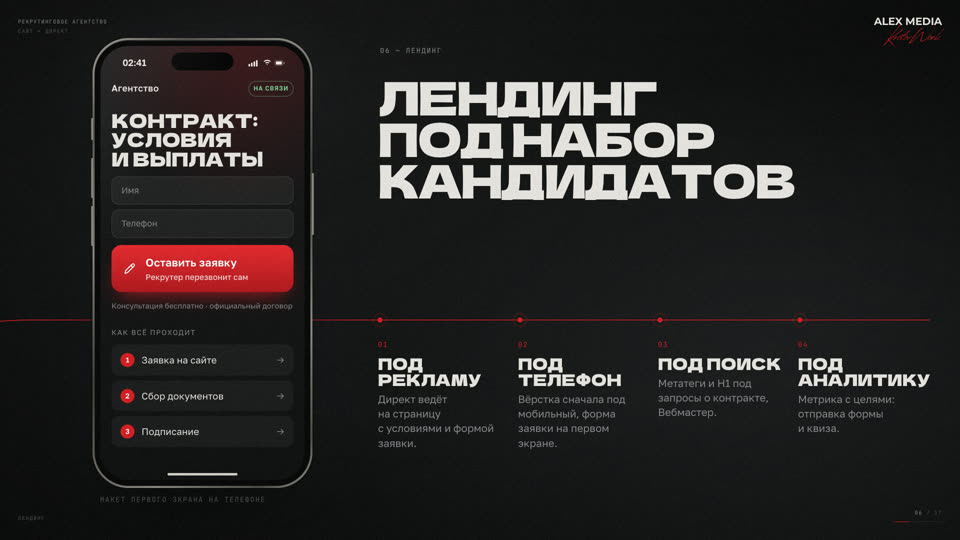 РЕКРУТИНГОВОЕ АГЕНТСТВО
САЙТ + ДИРЕКТ
ALEX MEDIA
06 — ЛЕНДИНГ
ЛЕНДИНГ
ПОД НАБОР
КАНДИДАТОВ
02:41
Агентство
НА СВЯЗИ
КОНТРАКТ:
УСЛОВИЯ
И ВЫПЛАТЫ
Имя
Телефон
Оставить заявку
Рекрутер перезвонит сам
Консультация бесплатно · официальный договор
КАК ВСЁ ПРОХОДИТ
1 Заявка на сайте →
2 Сбор документов →
3 Подписание →
МАКЕТ ПЕРВОГО ЭКРАНА НА ТЕЛЕФОНЕ
01
ПОД
РЕКЛАМУ
Директ ведёт
на страницу
с условиями и формой
заявки.
02
ПОД
ТЕЛЕФОН
Вёрстка сначала под
мобильный, форма
заявки на первом
экране.
03
ПОД ПОИСК
Метатеги и H1 под
запросы о контракте,
Вебмастер.
04
ПОД
АНАЛИТИКУ
Метрика с целями:
отправка формы
и квиза.
ЛЕНДИНГ
06 / 17